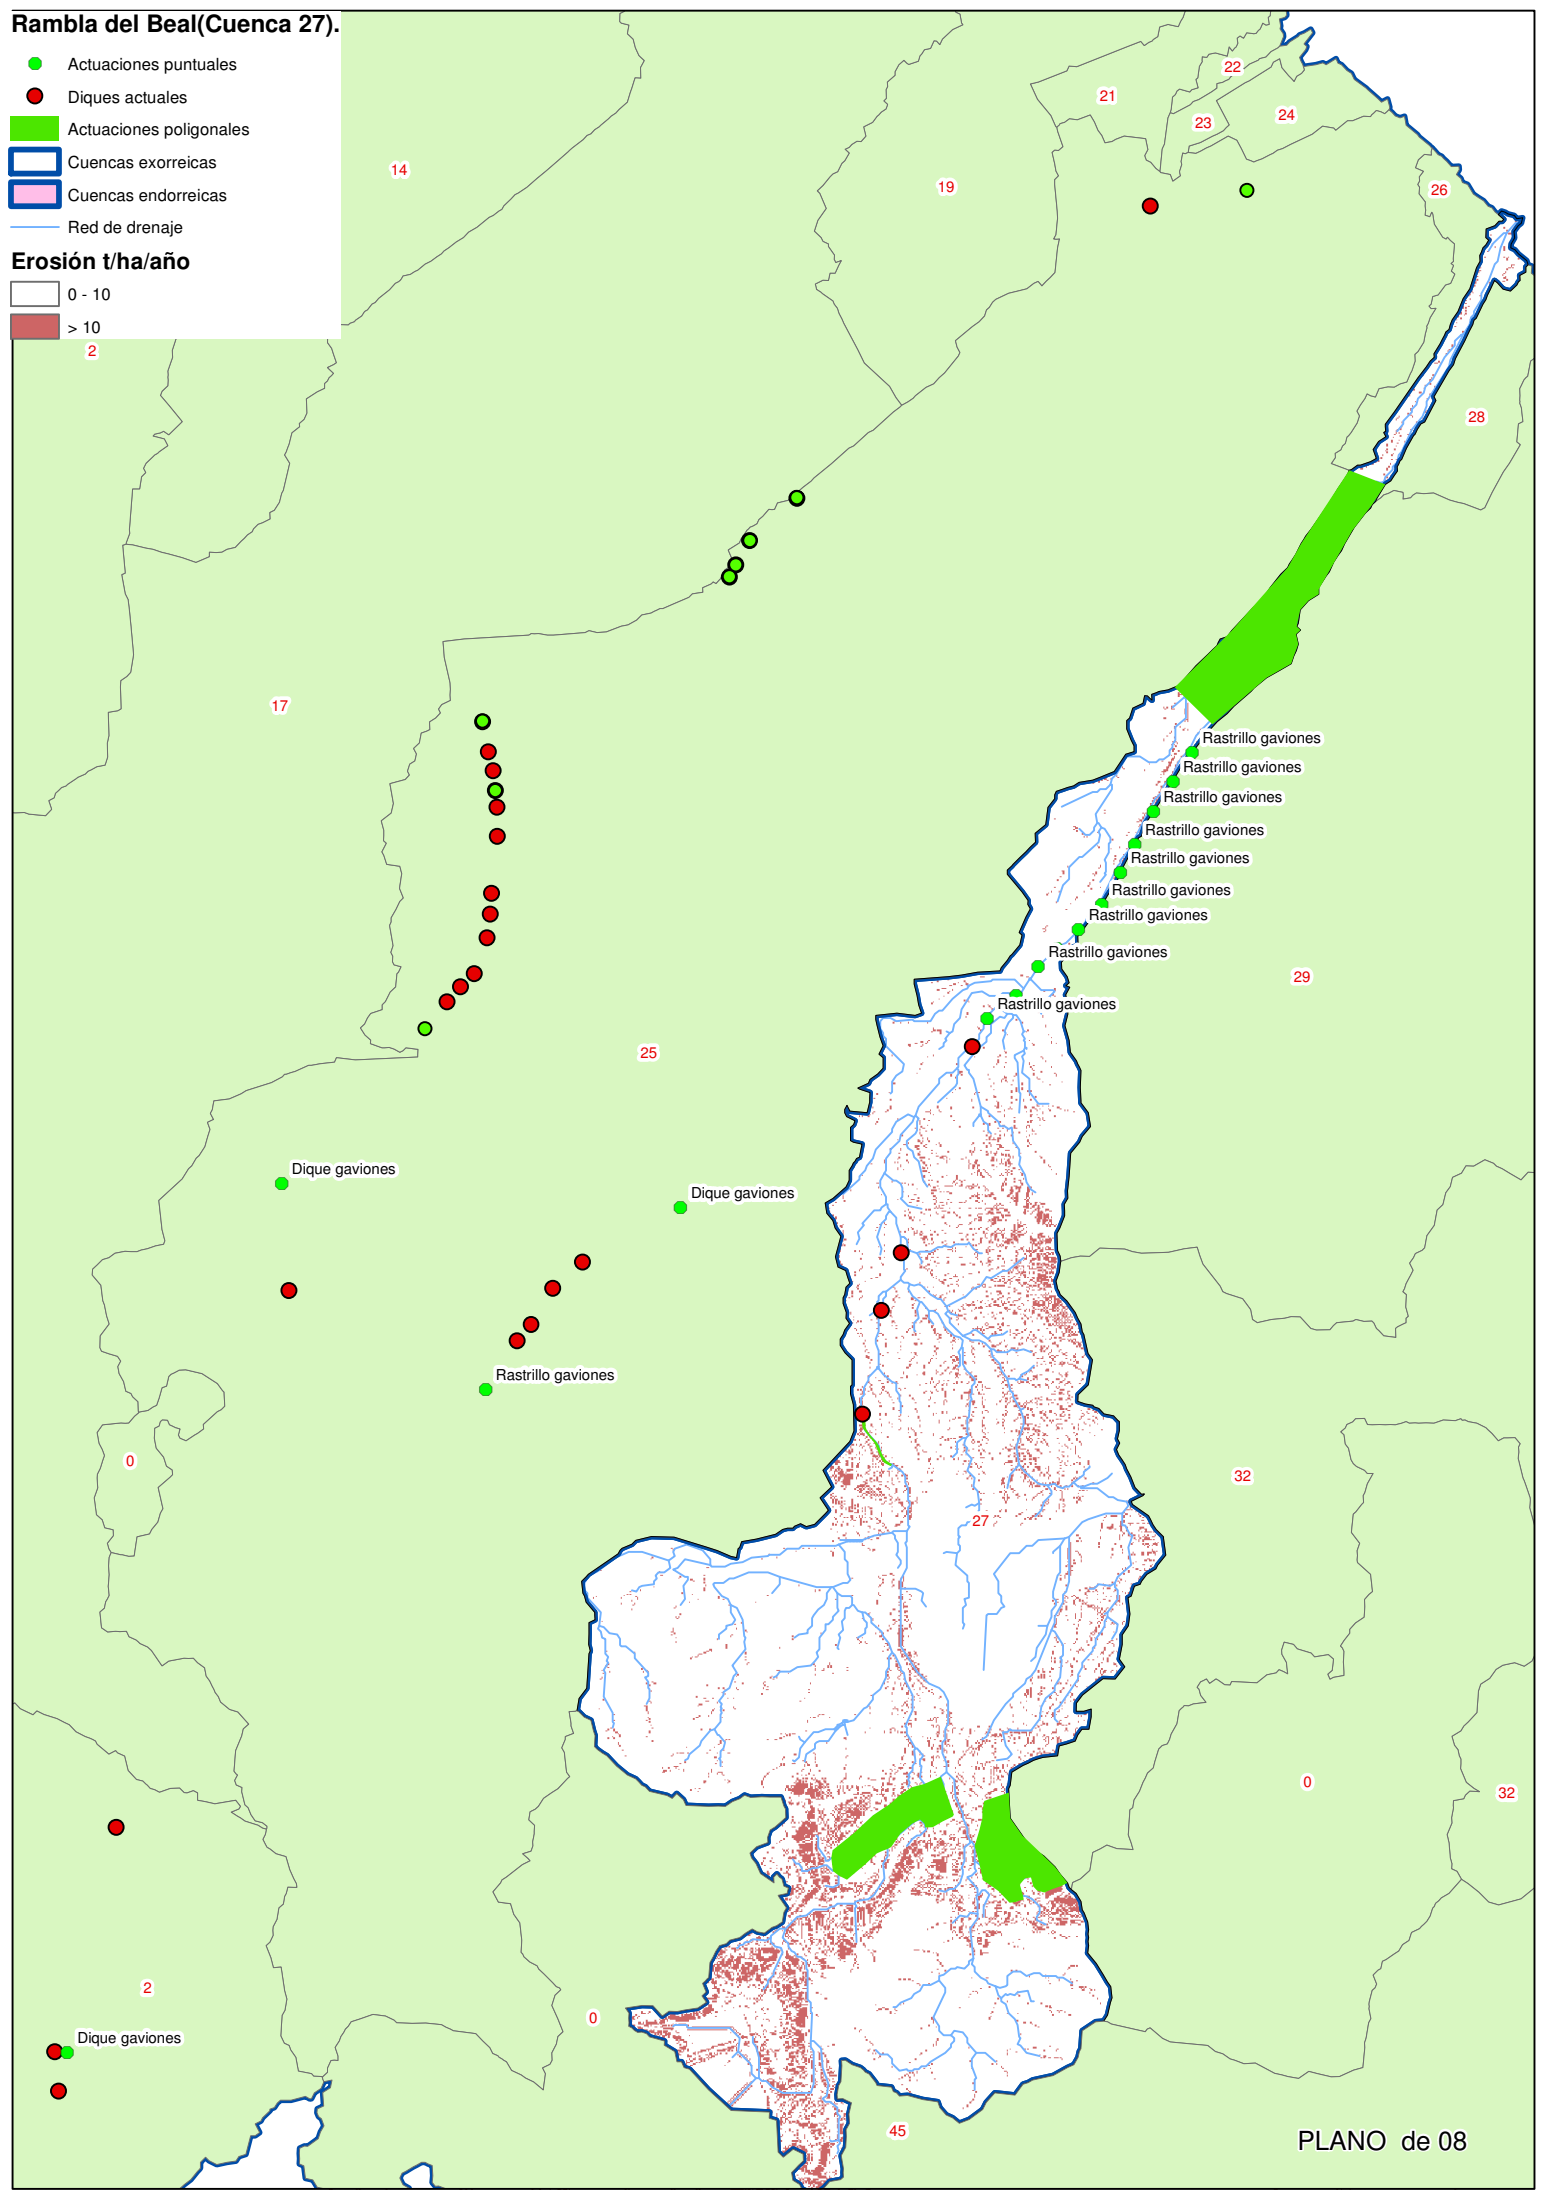 Rambla del Beal(Cuenca 27).
Actuaciones puntuales
Diques actuales
Actuaciones poligonales
Cuencas exorreicas
Cuencas endorreicas
Red de drenaje
Erosión t/ha/año
0 - 10
> 10
22
21
24
23
14
19
26
2
28
17
Rastrillo gaviones
Rastrillo gaviones
Rastrillo gaviones
Rastrillo gaviones
Rastrillo gaviones
Rastrillo gaviones
Rastrillo gaviones
Rastrillo gaviones
29
Rastrillo gaviones
25
Dique gaviones
Dique gaviones
Rastrillo gaviones
0
32
27
0
32
2
0
Dique gaviones
45
PLANO de 08